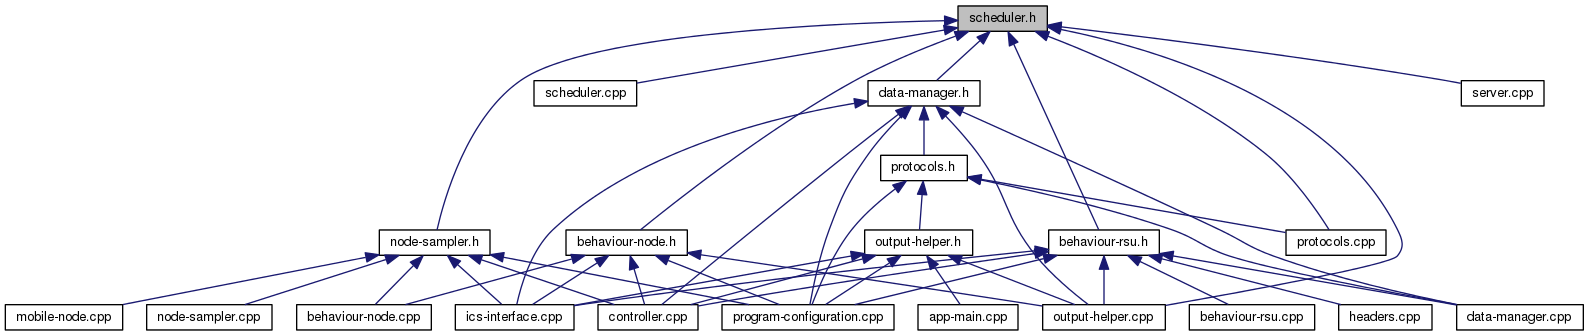 scheduler.h
scheduler.cpp
data-manager.h
server.cpp
protocols.h
node-sampler.h
behaviour-node.h
output-helper.h
behaviour-rsu.h
protocols.cpp
mobile-node.cpp
node-sampler.cpp
behaviour-node.cpp
ics-interface.cpp
controller.cpp
program-configuration.cpp
app-main.cpp
output-helper.cpp
behaviour-rsu.cpp
headers.cpp
data-manager.cpp